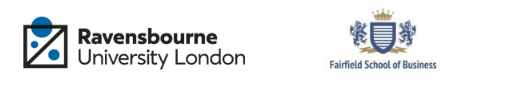 Ravensbourne
University London
Fairfield School of Business